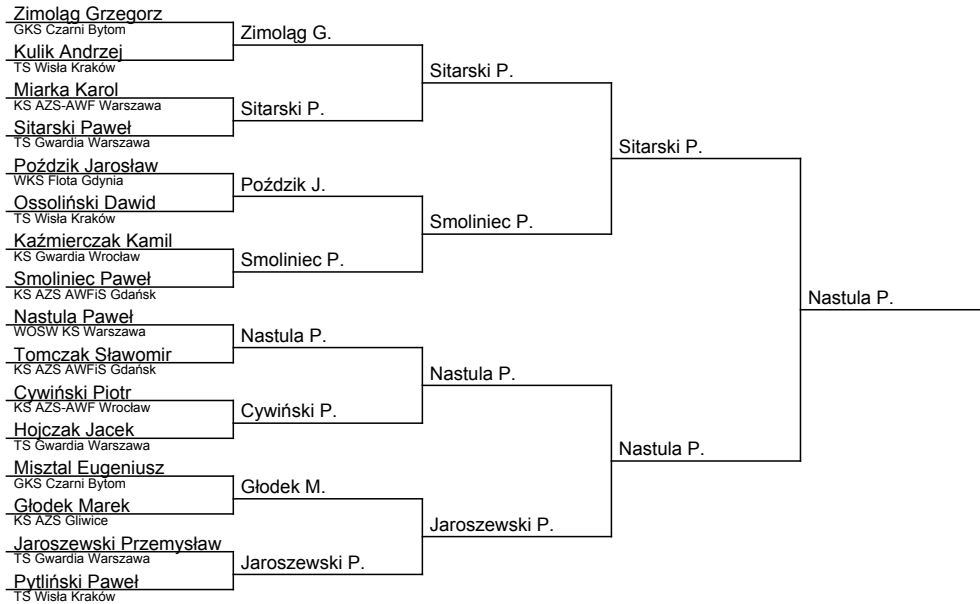 Zimoląg Grzegorz
GKS Czarni Bytom
Kulik Andrzej
TS Wisła Kraków
Miarka Karol
KS AZS-AWF Warszawa
Sitarski Paweł
TS Gwardia Warszawa
Poździk Jarosław
WKS Flota Gdynia
Ossoliński Dawid
TS Wisła Kraków
Kaźmierczak Kamil
KS Gwardia Wrocław
Smoliniec Paweł
KS AZS AWFiS Gdańsk
Nastula Paweł
WOSW KS Warszawa
Tomczak Sławomir
KS AZS AWFiS Gdańsk
Cywiński Piotr
KS AZS-AWF Wrocław
Hojczak Jacek
TS Gwardia Warszawa
Misztal Eugeniusz
GKS Czarni Bytom
Głodek Marek
KS AZS Gliwice
Jaroszewski Przemysław
TS Gwardia Warszawa
Pytliński Paweł
TS Wisła Kraków
Zimoląg G.
Sitarski P.
Poździk J.
Smoliniec P.
Nastula P.
Cywiński P.
Głodek M.
Jaroszewski P.
Sitarski P.
Smoliniec P.
Nastula P.
Jaroszewski P.
Sitarski P.
Nastula P.
Nastula P.